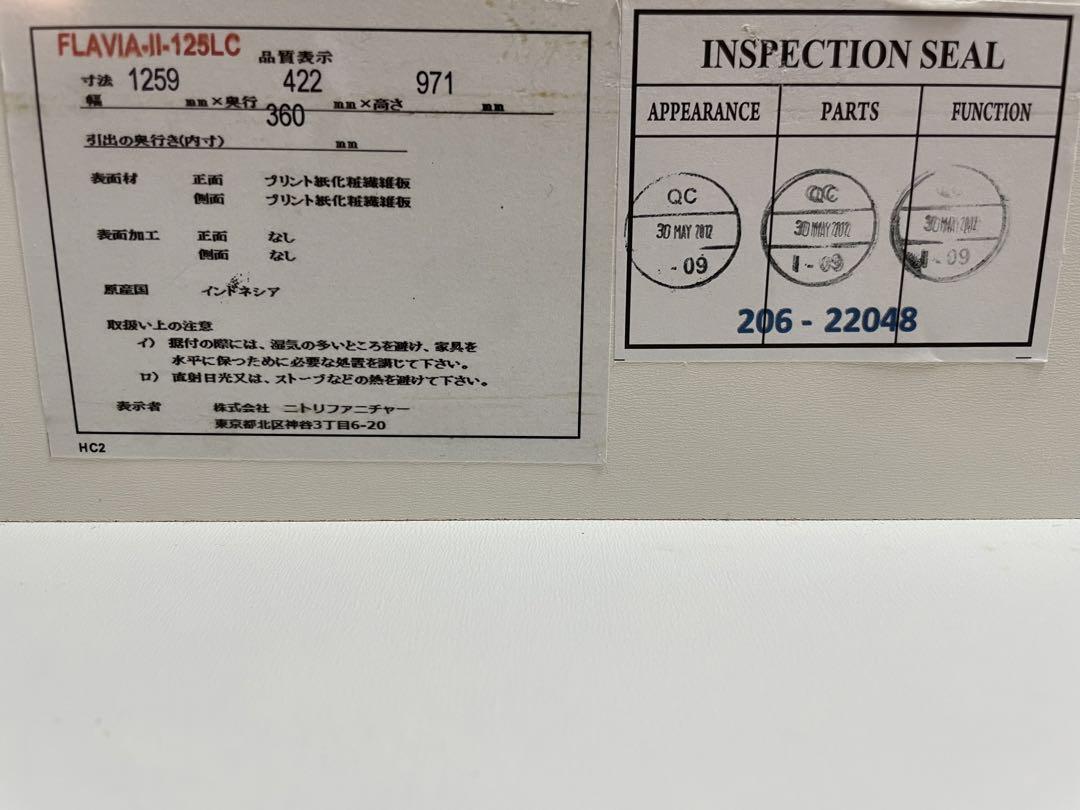 FLAVIA-II-125LC
品質表示
寸法 1259 422 971
幅 mm×奥行 mm×高さ mm
360
引出の奥行き(内寸) mm
表面材 正面 プリント紙化粧繊維板
側面 プリント紙化粧繊維板
表面加工 正面 なし
側面 なし
原産国 インドネシア
取扱い上の注意
イ) 据付の際には、湿気の多いところを避け、家具を
水平に保つために必要な処置を講じて下さい。
ロ) 直射日光又は、ストーブなどの熱を避けて下さい。
表示者 株式会社 ニトリファニチャー
東京都北区神谷3丁目6-20
HC2
INSPECTION SEAL
APPEARANCE PARTS FUNCTION
QC QC QC
30 MAY 2012 30 MAY 2012 30 MAY 2012
- 09 1 - 09 1 - 09
206 - 22048